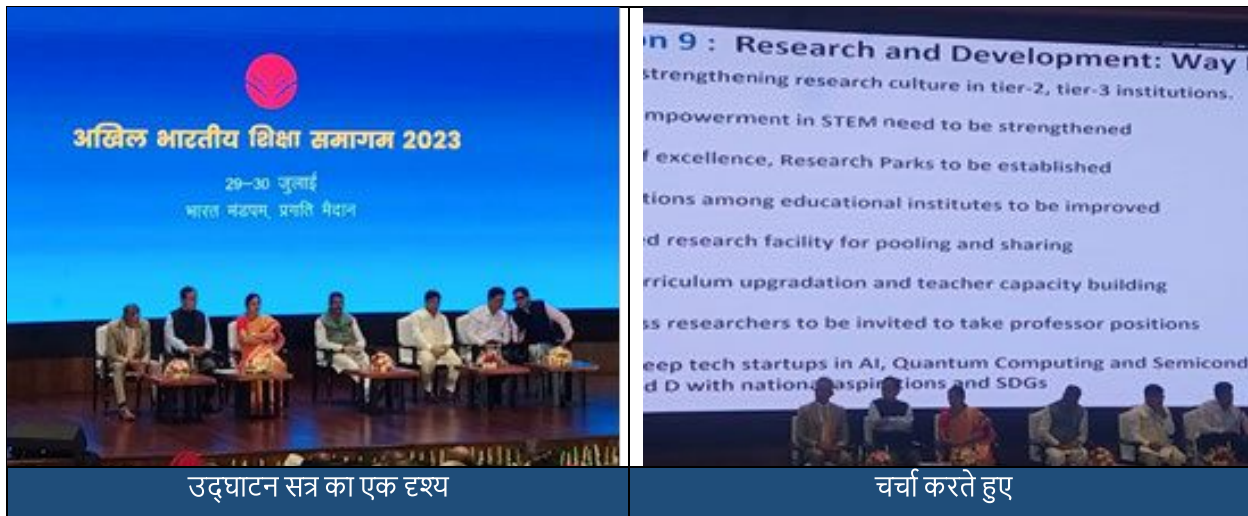 अखिल भारतीय शिक्षा समागम 2023
29-30 जुलाई
भारत मंडपम, प्रगति मैदान
उद्घाटन सत्र का एक दृश्य
n 9 : Research and Development: Way
strengthening research culture in tier-2, tier-3 institutions.
mpowerment in STEM need to be strengthened
f excellence, Research Parks to be established
tions among educational institutes to be improved
d research facility for pooling and sharing
rriculum upgradation and teacher capacity building
ss researchers to be invited to take professor positions
eep tech startups in AI, Quantum Computing and Semicond
d D with national aspirations and SDGs
चर्चा करते हुए